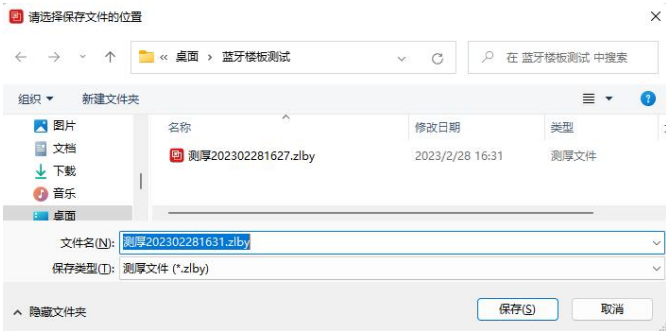 请选择保存文件的位置
« 桌面 › 蓝牙楼板测试
在 蓝牙楼板测试 中搜索
组织 新建文件夹
图片
文档
下载
音乐
桌面
名称 修改日期 类型
测厚202302281627.zlby 2023/2/28 16:31 测厚文件
文件名(N): 测厚202302281631.zlby
保存类型(T): 测厚文件 (*.zlby)
隐藏文件夹 保存(S) 取消